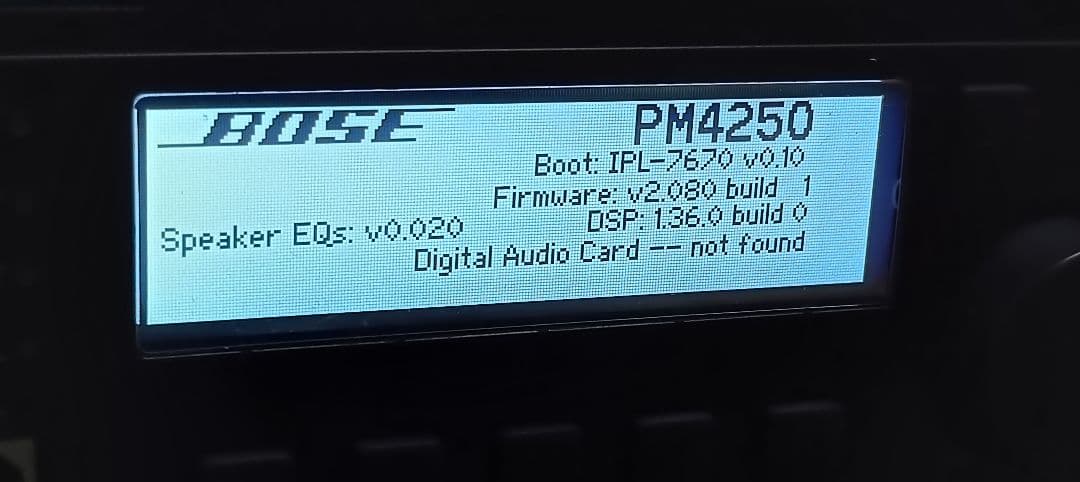 BOSE
PM4250
Boot: IPL-7670 v0.10
Firmware: v2.080 build 1
DSP: 1.36.0 build 0
Speaker EQs: v0.020
Digital Audio Card -- not found